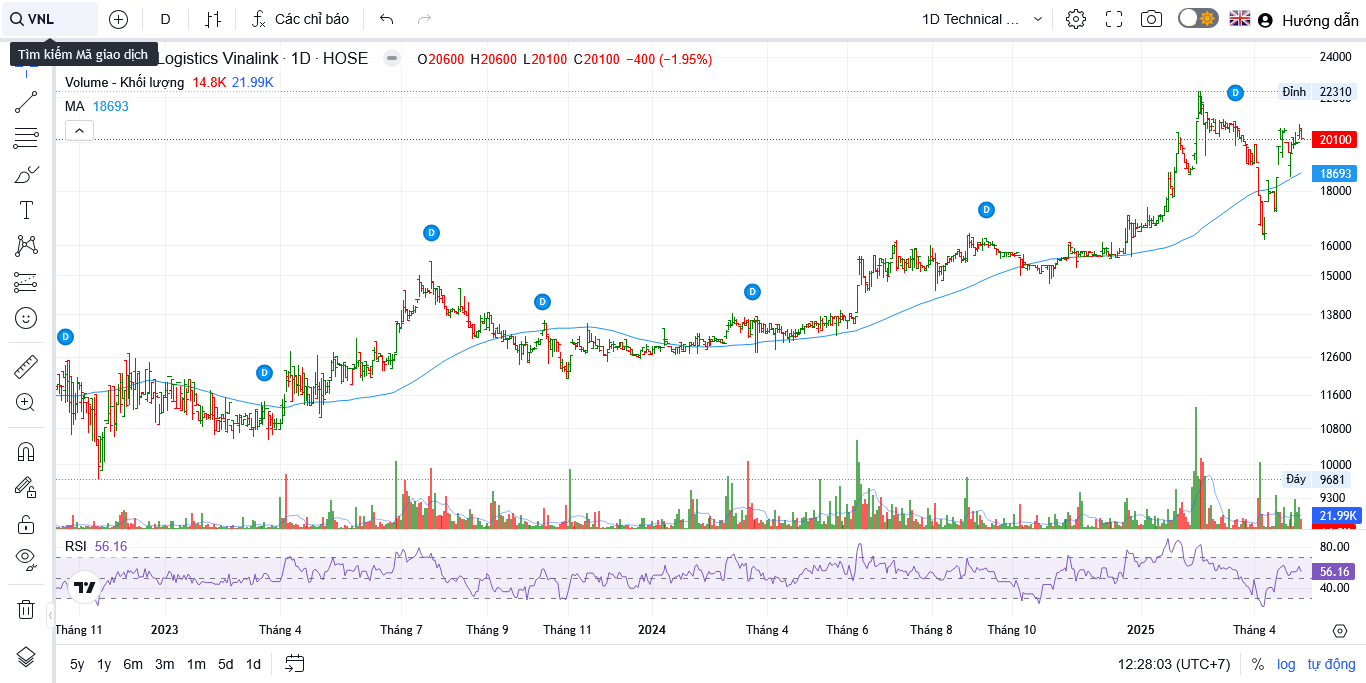 VNL D Các chỉ báo 1D Technical ... Hướng dẫn
Tìm kiếm Mã giao dịch
Logistics Vinalink · 1D · HOSE O20600 H20600 L20100 C20100 −400 (−1.95%)
Volume - Khối lượng 14.8K 21.99K
MA 18693
24000
Đỉnh 22310
20100
18693
18000
16000
15000
13800
12600
11600
10800
10000
Đáy 9681
9300
21.99K
D
D
D
D
D
D
D
RSI 56.16
80.00
56.16
40.00
Tháng 11 2023 Tháng 4 Tháng 7 Tháng 9 Tháng 11 2024 Tháng 4 Tháng 6 Tháng 8 Tháng 10 2025 Tháng 4
5y 1y 6m 3m 1m 5d 1d 12:28:03 (UTC+7) % log tự động